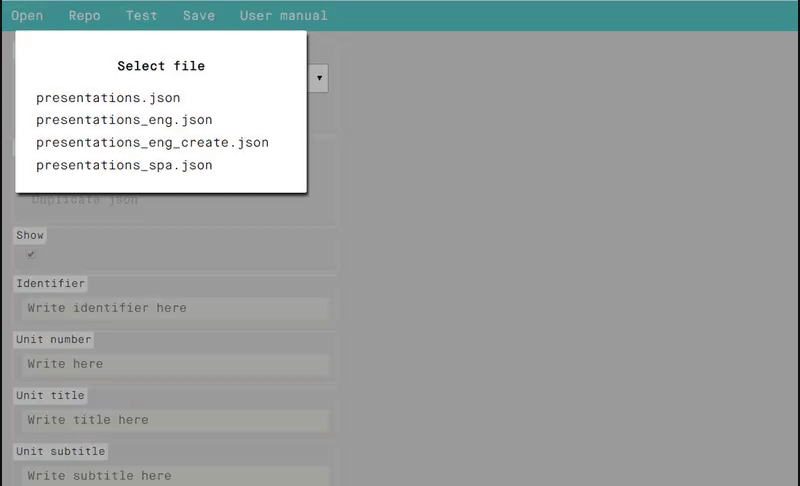 Open Repo Test Save User manual
Select file
presentations.json
presentations_eng.json
presentations_eng_create.json
presentations_spa.json
Duplicate json
Show
Identifier
Write identifier here
Unit number
Write here
Unit title
Write title here
Unit subtitle
Write subtitle here